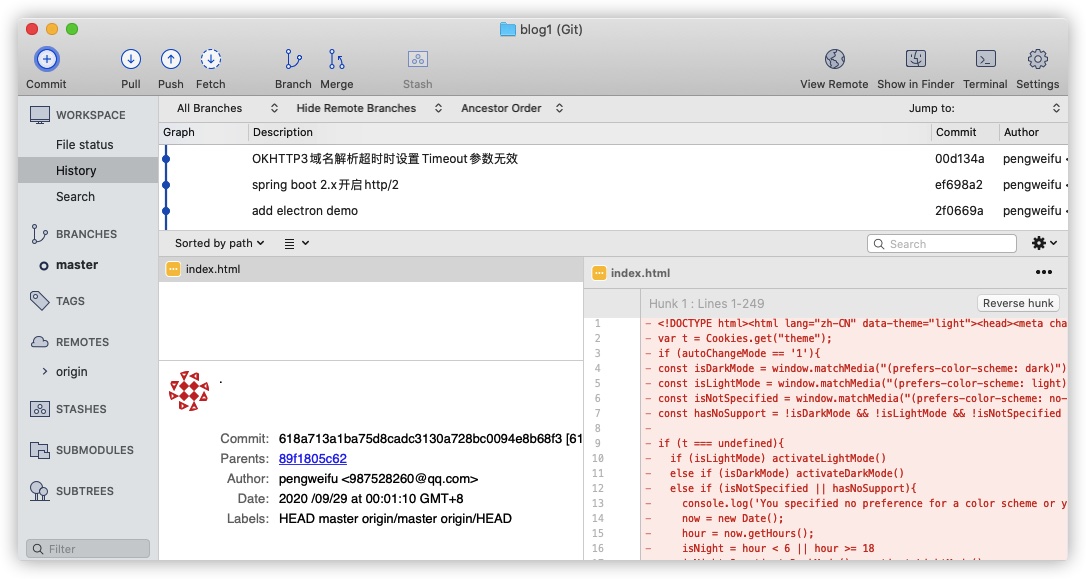 blog1 (Git)
Commit Pull Push Fetch Branch Merge Stash View Remote Show in Finder Terminal Settings
WORKSPACE
File status
History
Search
BRANCHES
master
TAGS
REMOTES
origin
STASHES
SUBMODULES
SUBTREES
Filter
All Branches Hide Remote Branches Ancestor Order Jump to:
Graph Description Commit Author
OKHTTP3域名解析超时时设置Timeout参数无效 00d134a pengweifu
spring boot 2.x开启http/2 ef698a2 pengweifu
add electron demo 2f0669a pengweifu
Sorted by path Search
index.html
.
Commit: 618a713a1ba75d8cadc3130a728bc0094e8b68f3 [61
Parents: 89f1805c62
Author: pengweifu <987528260@qq.com>
Date: 2020 /09/29 at 00:01:10 GMT+8
Labels: HEAD master origin/master origin/HEAD
index.html
Hunk 1 : Lines 1-249 Reverse hunk
1 - <!DOCTYPE html><html lang="zh-CN" data-theme="light"><head><meta cha
2 - var t = Cookies.get("theme");
3 - if (autoChangeMode == '1'){
4 - const isDarkMode = window.matchMedia("(prefers-color-scheme: dark)")
5 - const isLightMode = window.matchMedia("(prefers-color-scheme: light)
6 - const isNotSpecified = window.matchMedia("(prefers-color-scheme: no-
7 - const hasNoSupport = !isDarkMode && !isLightMode && !isNotSpecified
8 -
9 - if (t === undefined){
10 - if (isLightMode) activateLightMode()
11 - else if (isDarkMode) activateDarkMode()
12 - else if (isNotSpecified || hasNoSupport){
13 - console.log('You specified no preference for a color scheme or y
14 - now = new Date();
15 - hour = now.getHours();
16 - isNight = hour < 6 || hour >= 18